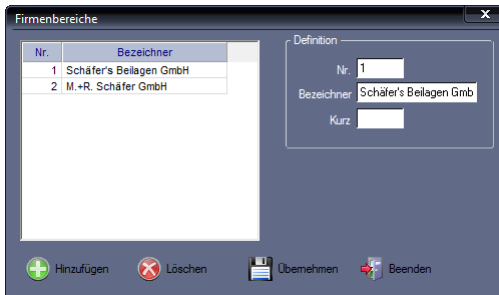 Firmenbereiche
x
Nr. Bezeichner
1 Schäfer's Beilagen GmbH
2 M.+R. Schäfer GmbH
Definition
Nr. 1
Bezeichner Schäfer's Beilagen Gmb
Kurz
Hinzufügen Löschen Übernehmen Beenden